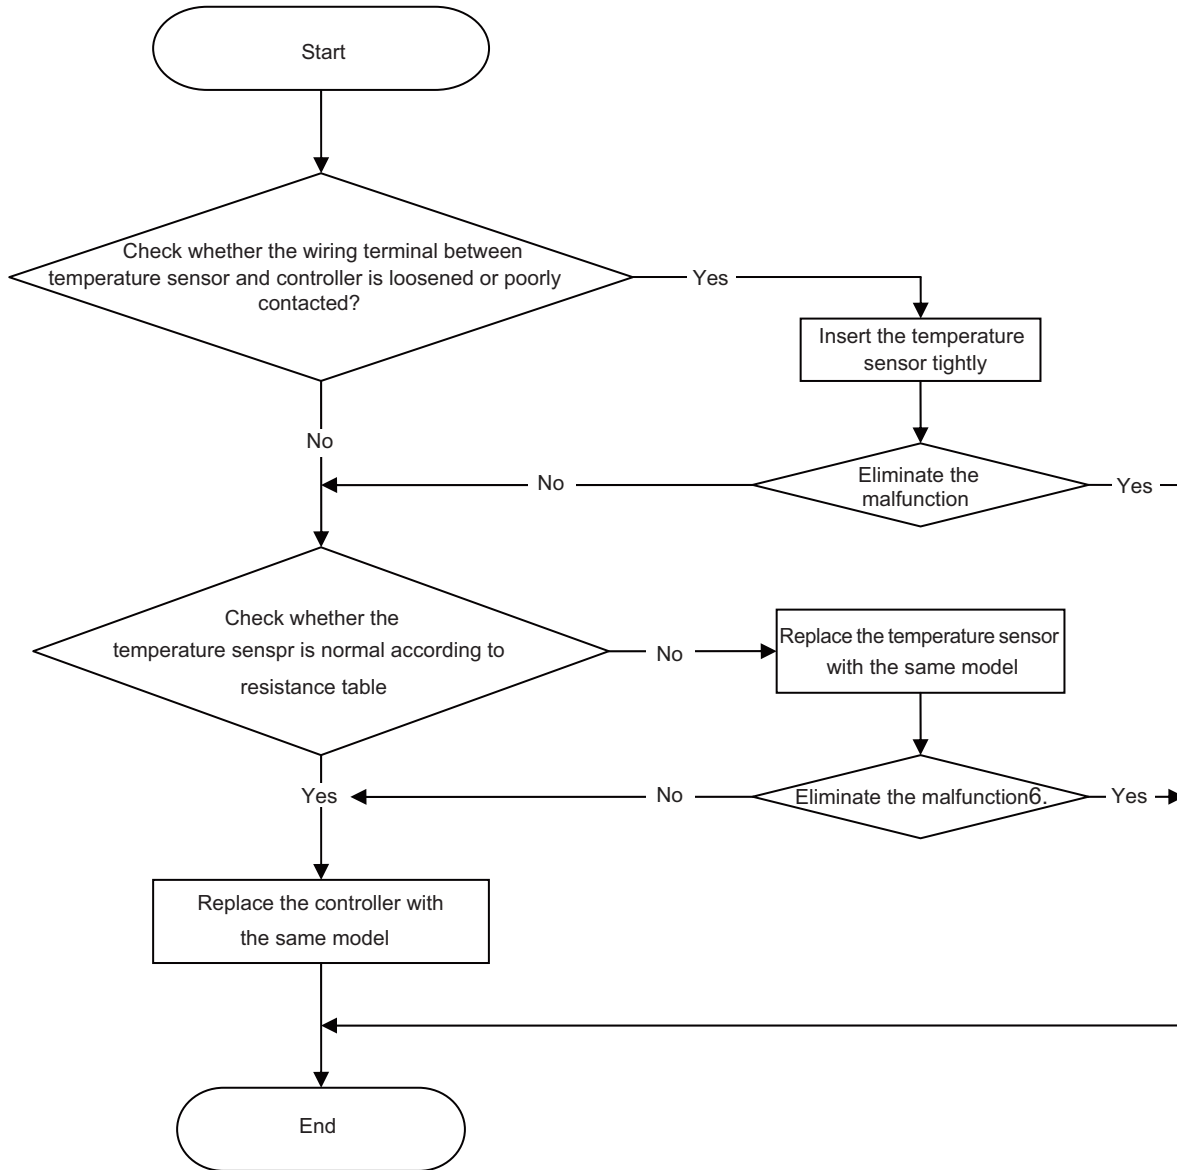 Start
Check whether the wiring terminal between
temperature sensor and controller is loosened or poorly
contacted?
Yes
Insert the temperature
sensor tightly
No
Eliminate the
malfunction
No
Yes
Check whether the
temperature senspr is normal according to
resistance table
No
Replace the temperature sensor
with the same model
Yes
No
Eliminate the malfunction6.
Yes
Replace the controller with
the same model
End